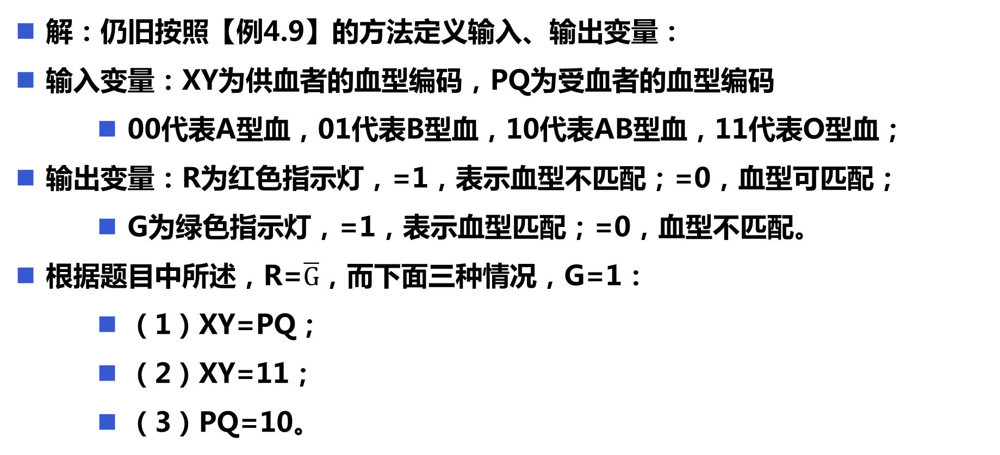 解：仍旧按照【例4.9】的方法定义输入、输出变量：
输入变量：XY为供血者的血型编码，PQ为受血者的血型编码
00代表A型血，01代表B型血，10代表AB型血，11代表O型血；
输出变量：R为红色指示灯，=1，表示血型不匹配；=0，血型可匹配；
G为绿色指示灯，=1，表示血型匹配；=0，血型不匹配。
根据题目中所述，R=G̅，而下面三种情况，G=1：
（1）XY=PQ；
（2）XY=11；
（3）PQ=10。